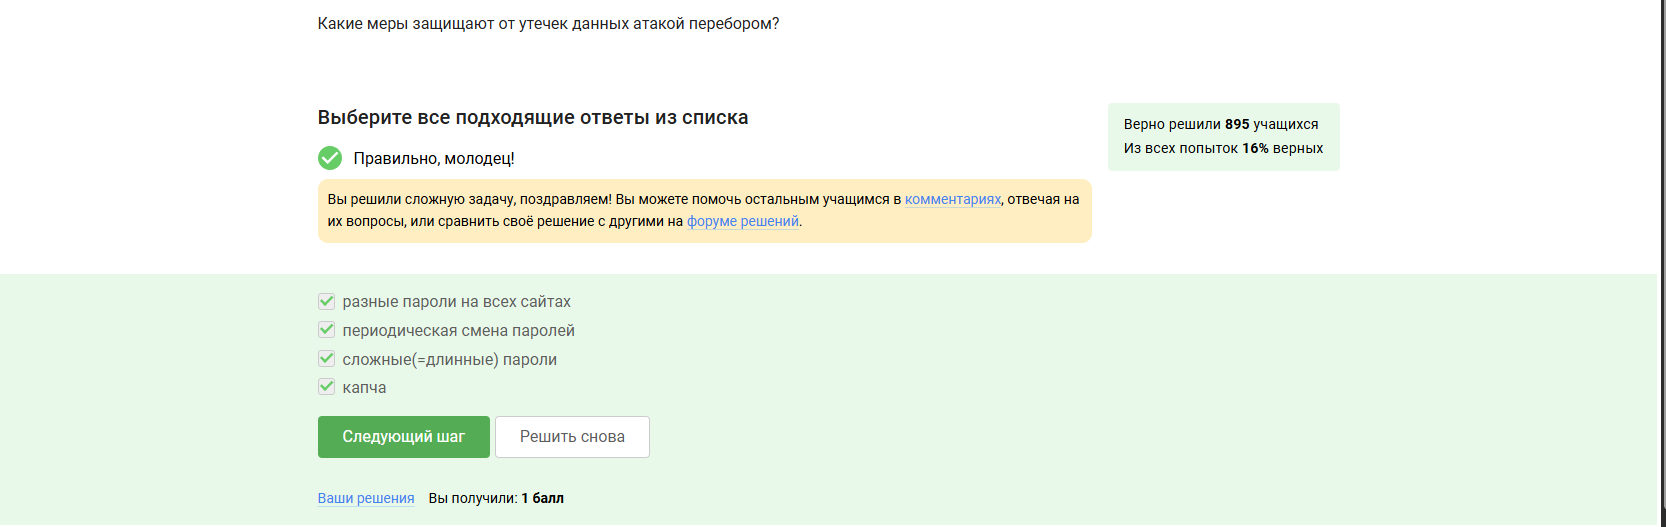 Какие меры защищают от утечек данных атакой перебором?
Выберите все подходящие ответы из списка
Верно решили 895 учащихся
Из всех попыток 16% верных
Правильно, молодец!
Вы решили сложную задачу, поздравляем! Вы можете помочь остальным учащимся в комментариях, отвечая на
их вопросы, или сравнить своё решение с другими на форуме решений.
разные пароли на всех сайтах
периодическая смена паролей
сложные(=длинные) пароли
капча
Следующий шаг
Решить снова
Ваши решения
Вы получили: 1 балл